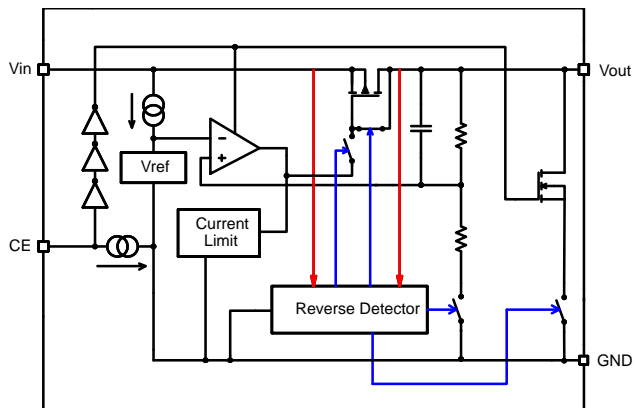 Vin
Vout
−
+
Vref
CE
Current
Limit
Reverse Detector
GND